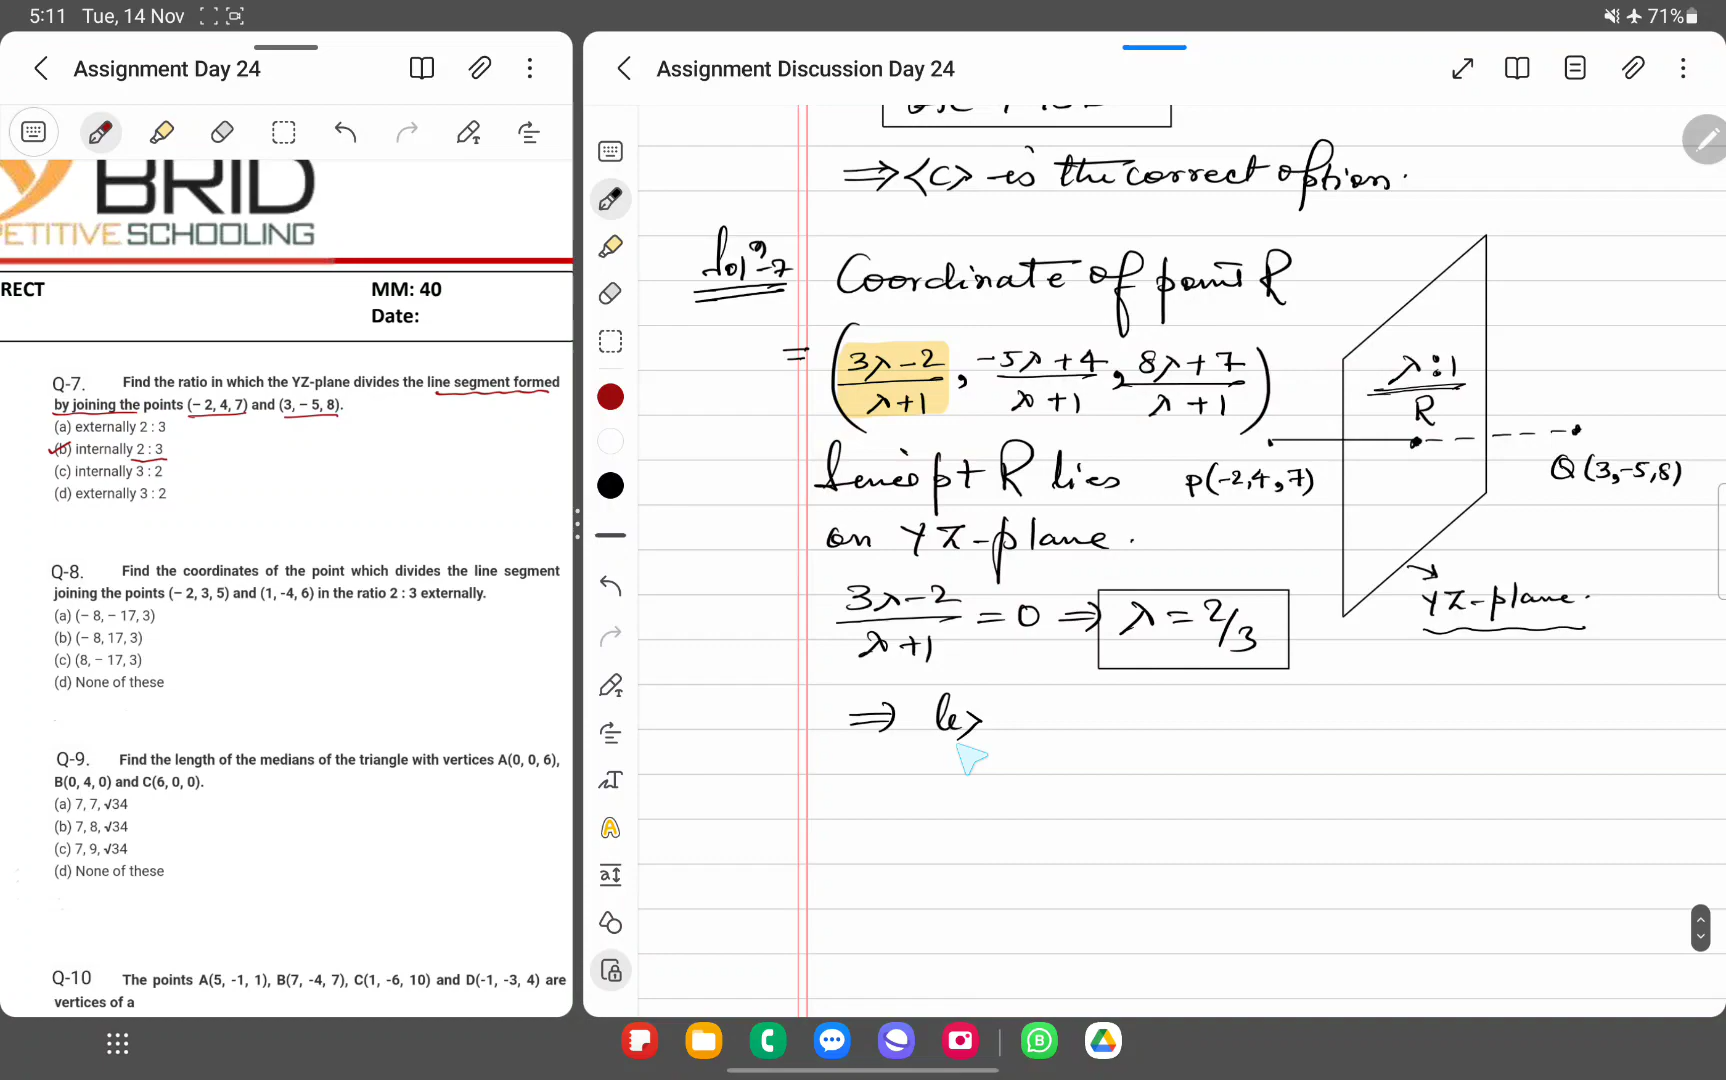 5:11 Tue, 14 Nov
71%
Assignment Day 24
BRID
PETITIVE SCHOOLING
RECT MM: 40
Date:
Q-7. Find the ratio in which the YZ-plane divides the line segment formed
by joining the points (− 2, 4, 7) and (3, − 5, 8).
(a) externally 2 : 3
(b) internally 2 : 3
(c) internally 3 : 2
(d) externally 3 : 2
Q-8. Find the coordinates of the point which divides the line segment
joining the points (− 2, 3, 5) and (1, -4, 6) in the ratio 2 : 3 externally.
(a) (− 8, − 17, 3)
(b) (− 8, 17, 3)
(c) (8, − 17, 3)
(d) None of these
Q-9. Find the length of the medians of the triangle with vertices A(0, 0, 6),
B(0, 4, 0) and C(6, 0, 0).
(a) 7, 7, √34
(b) 7, 8, √34
(c) 7, 9, √34
(d) None of these
Q-10 The points A(5, -1, 1), B(7, -4, 7), C(1, -6, 10) and D(-1, -3, 4) are
vertices of a
Assignment Discussion Day 24
⇒ <C> is the correct option.
Solⁿ-7 Coordinate of point R
= (3λ−2/λ+1, −5λ+4/λ+1, 8λ+7/λ+1)
λ:1
R
Since pt R lies
P(-2,4,7)
Q(3,-5,8)
on YZ-plane.
3λ−2/λ+1 = 0 ⇒ λ = 2/3
YZ-plane.
⇒